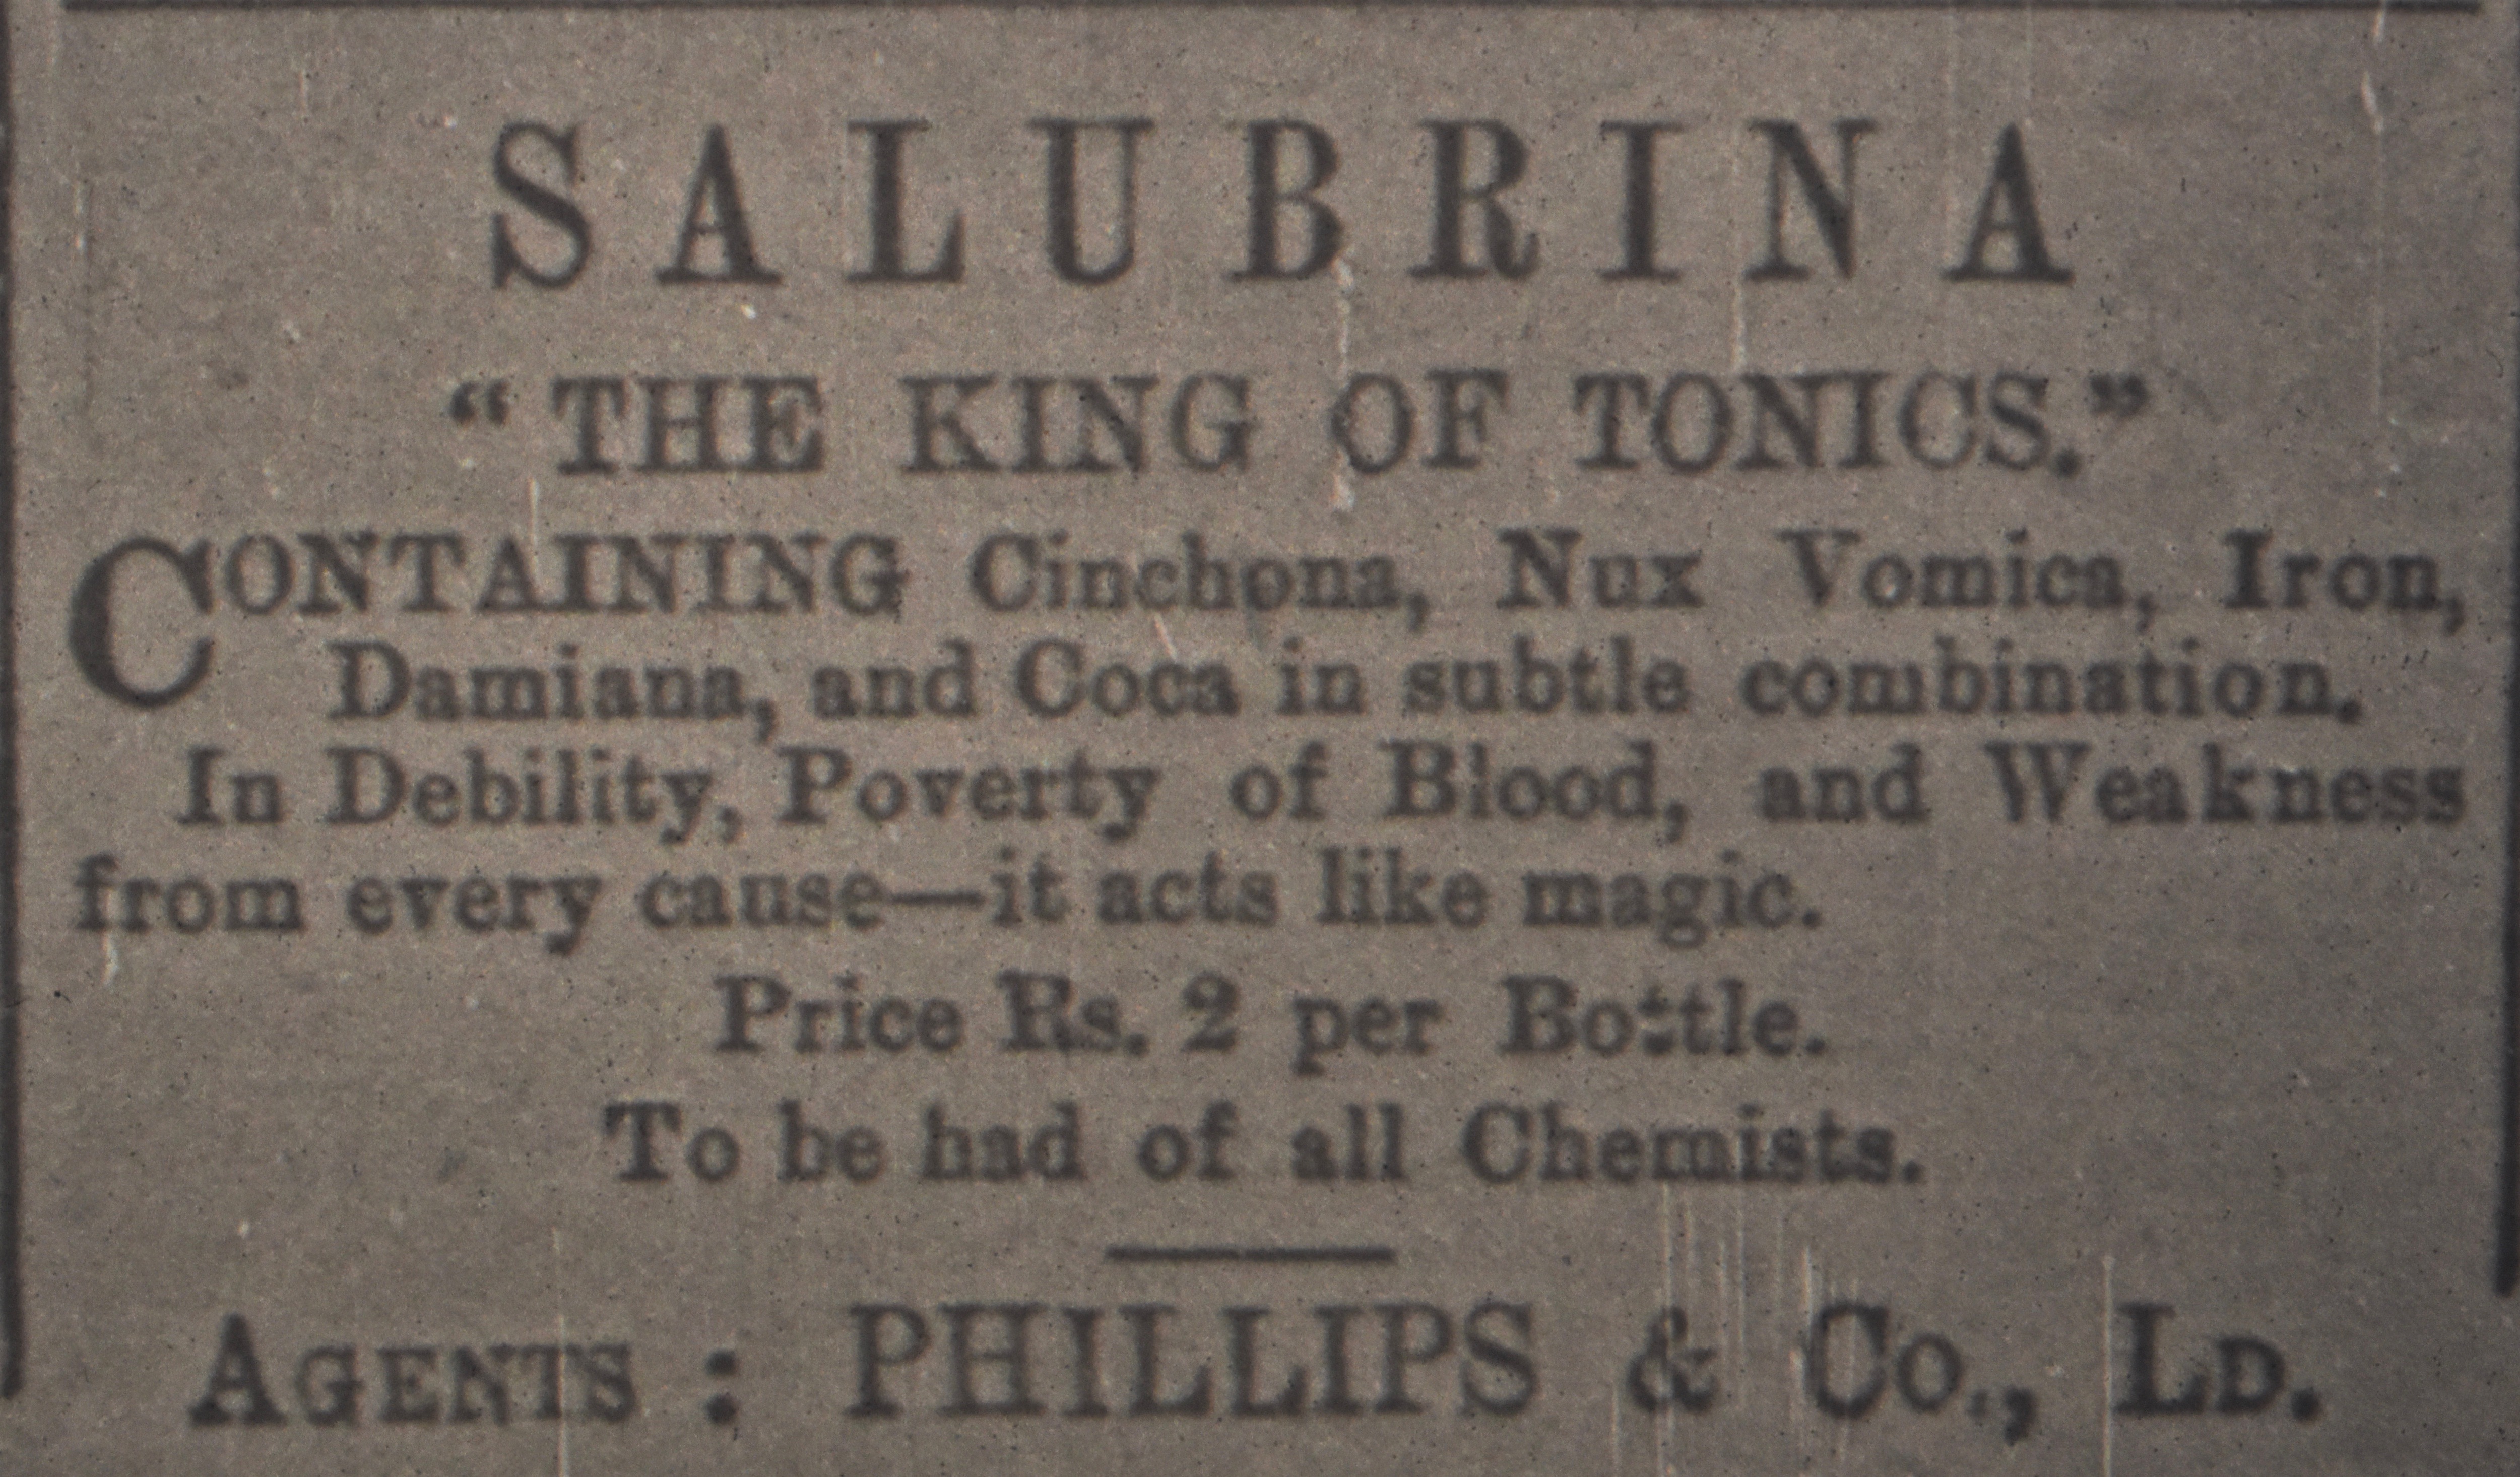 SALUBRINA
“THE KING OF TONICS.”
CONTAINING Cinchona, Nux Vomica, Iron,
Damiana, and Coca in subtle combination.
In Debility, Poverty of Blood, and Weakness
from every cause—it acts like magic.
Price Rs. 2 per Bottle.
To be had of all Chemists.
AGENTS : PHILLIPS & Co., LD.